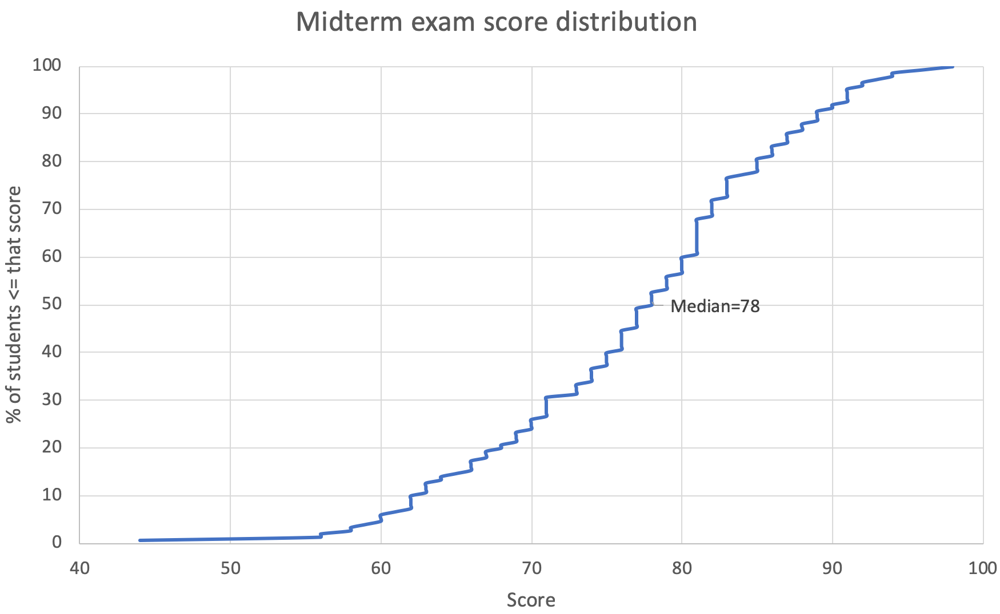 Midterm exam score distribution
% of students <= that score
100
90
80
70
60
50
40
30
20
10
0
Median=78
40 50 60 70 80 90 100
Score